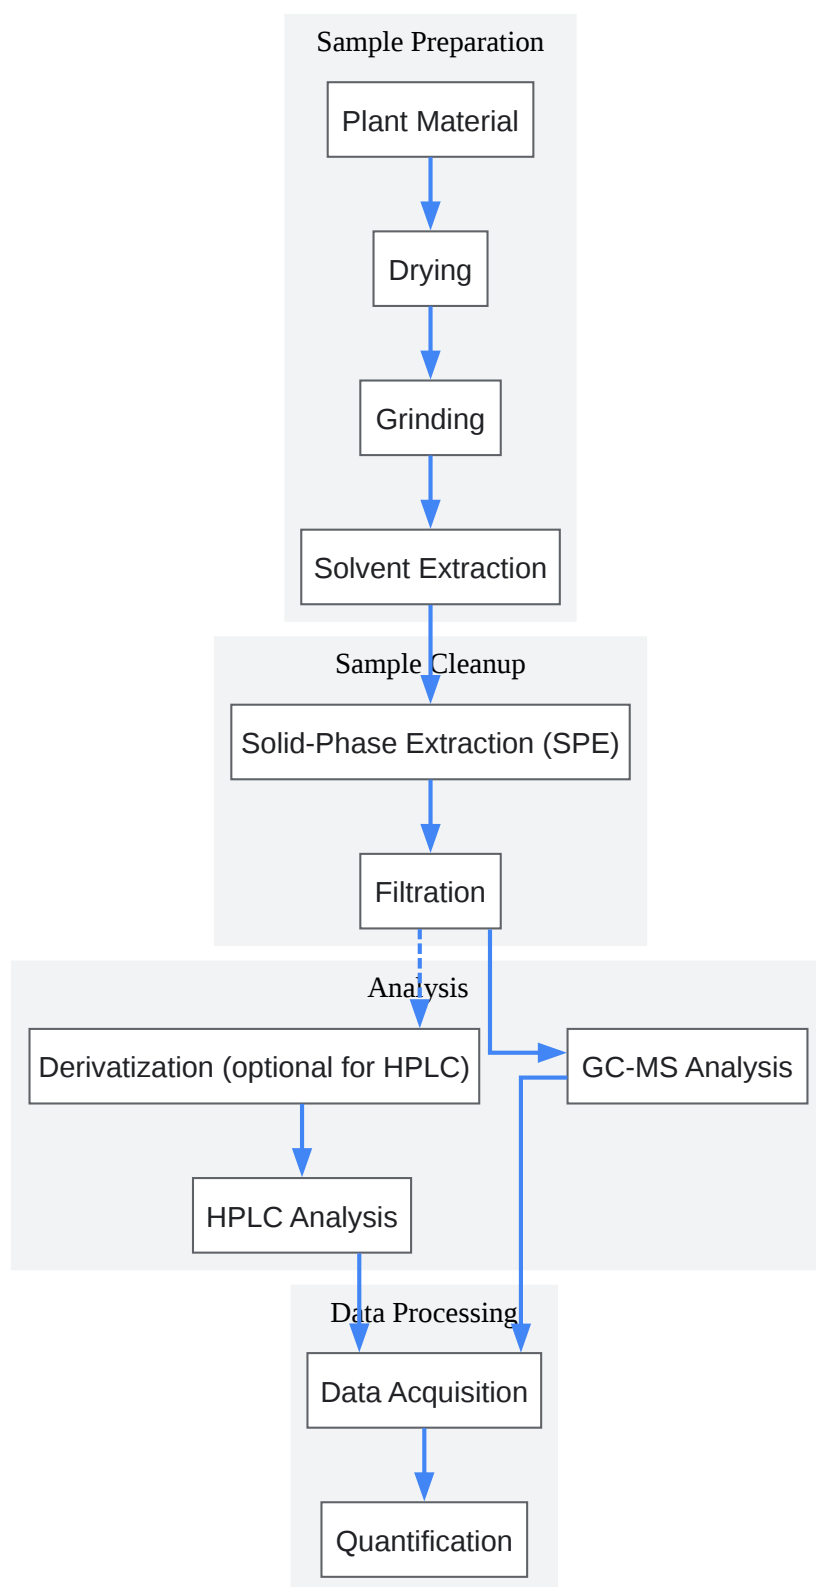 Sample Preparation
Plant Material
Drying
Grinding
Solvent Extraction
Sample Cleanup
Solid-Phase Extraction (SPE)
Filtration
Analysis
Derivatization (optional for HPLC)
GC-MS Analysis
HPLC Analysis
Data Processing
Data Acquisition
Quantification